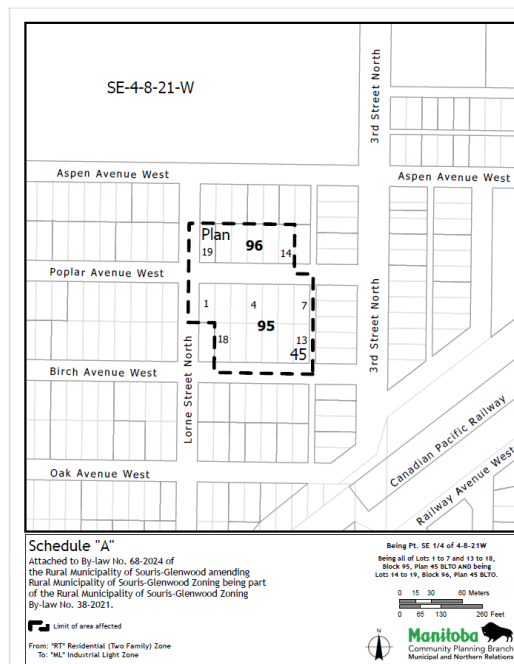 SE-4-8-21-W
3rd Street North
Aspen Avenue West
Aspen Avenue West
Plan
96
19
14
Poplar Avenue West
1
4
7
95
18
13
45
Birch Avenue West
Lorne Street North
3rd Street North
Canadian Pacific Railway
Oak Avenue West
Railway Avenue West
Schedule "A"
Attached to By-law No. 68-2024 of
the Rural Municipality of Souris-Glenwood amending
Rural Municipality of Souris-Glenwood Zoning being part
of the Rural Municipality of Souris-Glenwood Zoning
By-law No. 38-2021.
Limit of area affected
From: "RT" Residential (Two Family) Zone
To: "ML" Industrial Light Zone
Being Pt. SE 1/4 of 4-8-21W
Being all of Lots 1 to 7 and 13 to 18,
Block 95, Plan 45 BLTO AND being
Lots 14 to 19, Block 96, Plan 45 BLTO.
0 15 30 60 Meters
0 65 130 260 Feet
N
Manitoba
Community Planning Branch
Municipal and Northern Relations